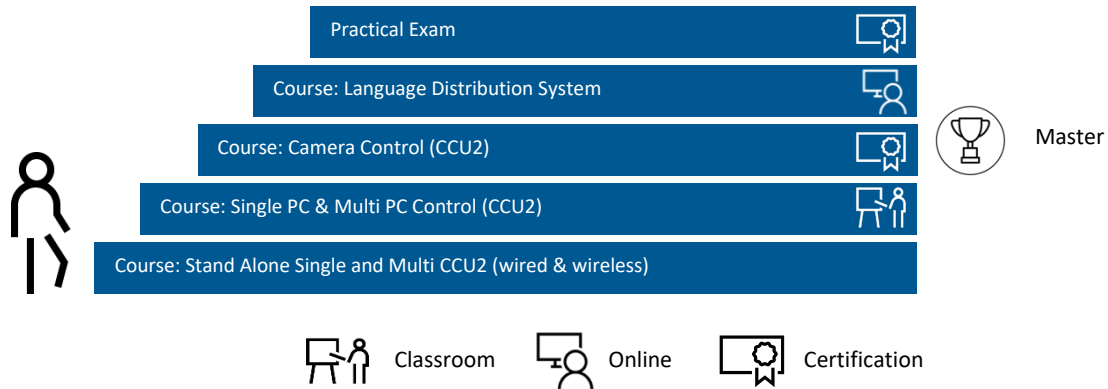 Practical Exam
Course: Language Distribution System
Course: Camera Control (CCU2)
Master
Course: Single PC & Multi PC Control (CCU2)
Course: Stand Alone Single and Multi CCU2 (wired & wireless)
Classroom
Online
Certification